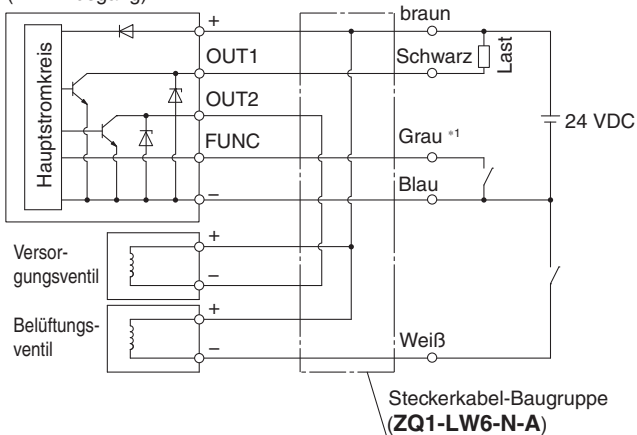 braun
+
OUT1
Schwarz
Last
OUT2
24 VDC
Hauptstromkreis
FUNC
Grau *1
Blau
–
+
Versor-
gungsventil
–
+
Belüftungs-
ventil
–
Weiß
Steckerkabel-Baugruppe
(ZQ1-LW6-N-A)